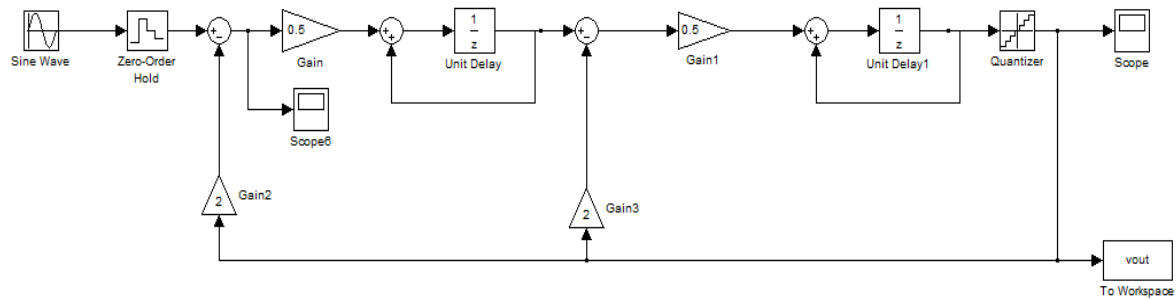 Sine Wave
Zero-Order
Hold
0.5
Gain
1
z
Unit Delay
0.5
Gain1
1
z
Unit Delay1
Quantizer
Scope
Scope6
2
Gain2
2
Gain3
vout
To Workspace